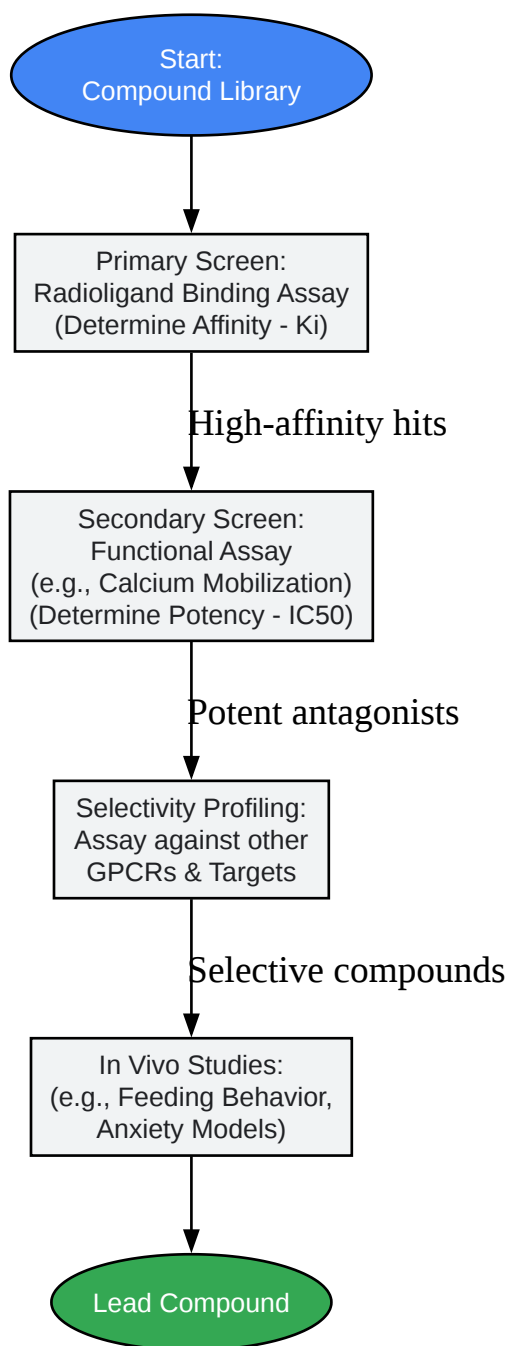 Start:
Compound Library
Primary Screen:
Radioligand Binding Assay
(Determine Affinity - Ki)
High-affinity hits
Secondary Screen:
Functional Assay
(e.g., Calcium Mobilization)
(Determine Potency - IC50)
Potent antagonists
Selectivity Profiling:
Assay against other
GPCRs & Targets
Selective compounds
In Vivo Studies:
(e.g., Feeding Behavior,
Anxiety Models)
Lead Compound